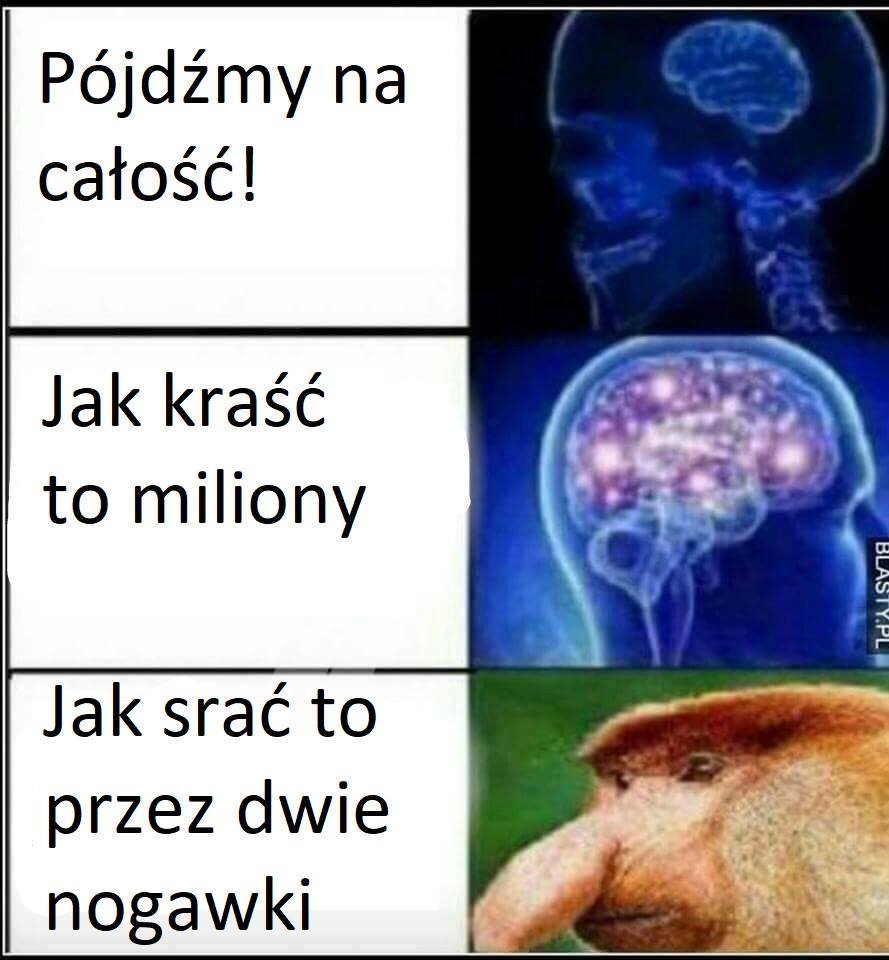 Pójdźmy na
całość!
Jak kraść
to miliony
BLASTY.PL
Jak srać to
przez dwie
nogawki